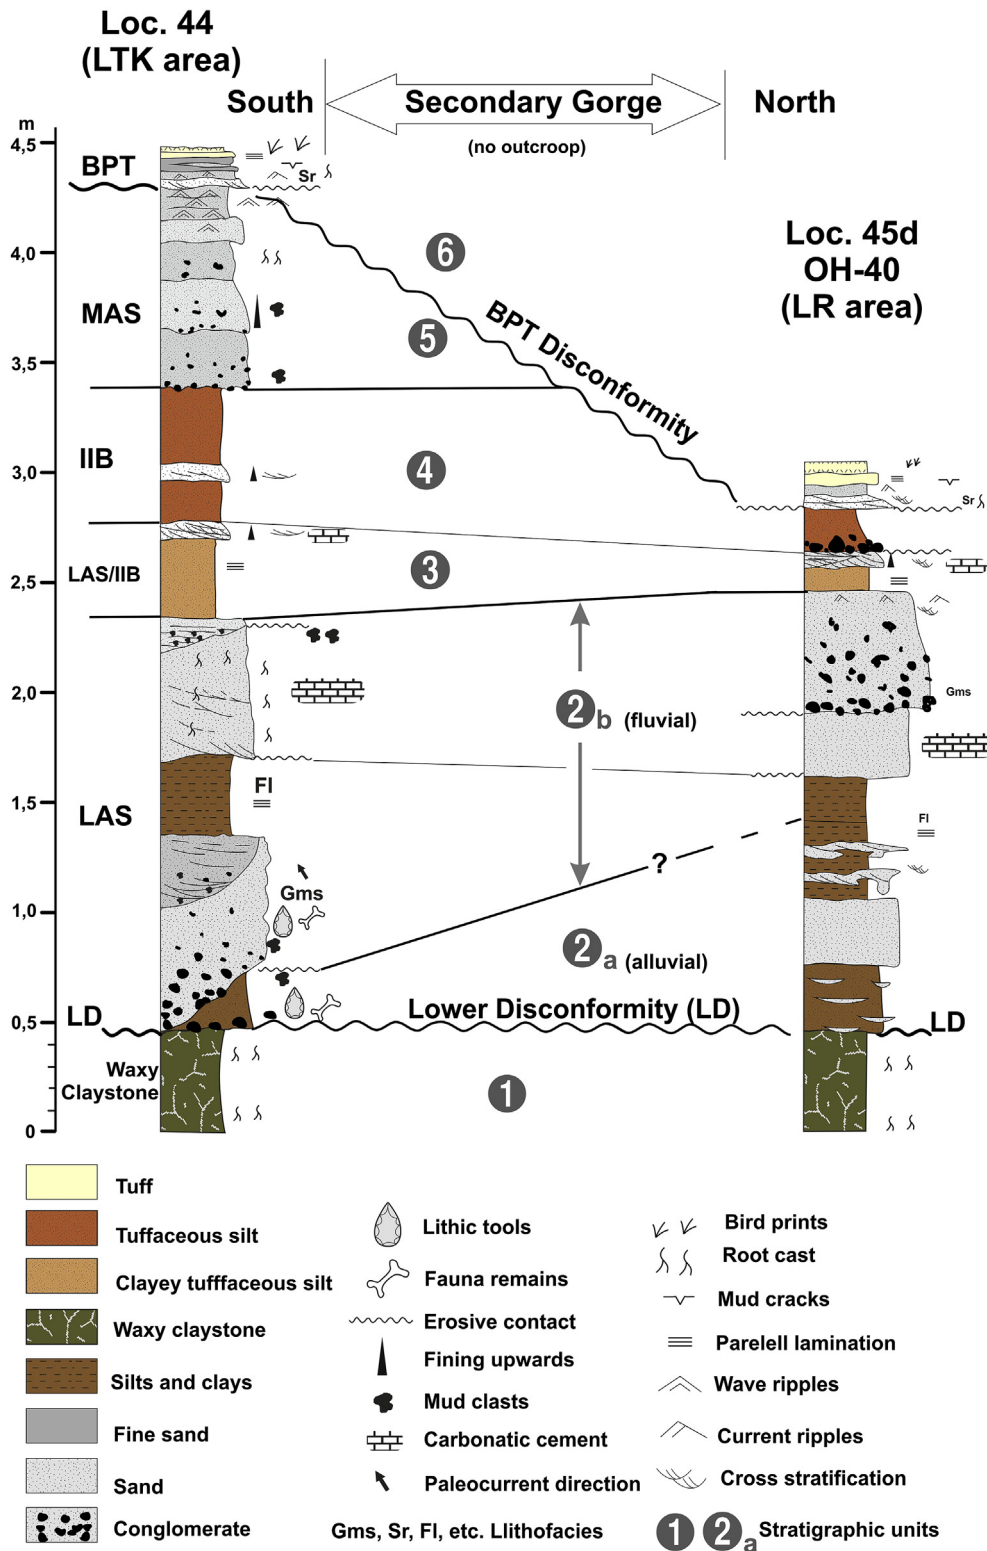 Loc. 44
(LTK area)
South
Secondary Gorge
North
(no outcroop)
m
4,5
4,0
3,5
3,0
2,5
2,0
1,5
1,0
0,5
0
BPT
MAS
IIB
LAS/IIB
LAS
LD
Waxy
Claystone
Sr
Fl
Gms
6
5
4
3
2b (fluvial)
2a (alluvial)
1
?
BPT Disconformity
Lower Disconformity (LD)
Loc. 45d
OH-40
(LR area)
Sr
Gms
Fl
LD
Tuff
Tuffaceous silt
Clayey tufffaceous silt
Waxy claystone
Silts and clays
Fine sand
Sand
Conglomerate
Lithic tools
Fauna remains
Erosive contact
Fining upwards
Mud clasts
Carbonatic cement
Paleocurrent direction
Gms, Sr, Fl, etc. Llithofacies
Bird prints
Root cast
Mud cracks
Parelell lamination
Wave ripples
Current ripples
Cross stratification
1 2a Stratigraphic units